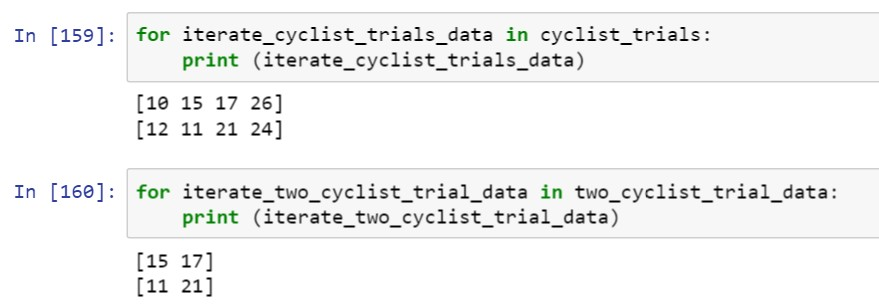 In [159]: for iterate_cyclist_trials_data in cyclist_trials:
print (iterate_cyclist_trials_data)
[10 15 17 26]
[12 11 21 24]
In [160]: for iterate_two_cyclist_trial_data in two_cyclist_trial_data:
print (iterate_two_cyclist_trial_data)
[15 17]
[11 21]